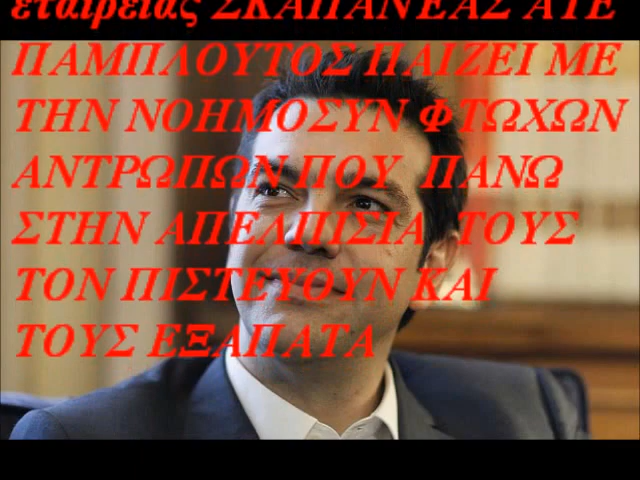 εταιρείας ΣΚΑΠΑΝΕΑΣ ΑΤΕ
ΠΑΜΠΛΟΥΤΟΣ ΠΑΙΖΕΙ ΜΕ
ΤΗΝ ΝΟΗΜΟΣΥΝ ΦΤΩΧΩΝ
ΑΝΤΡΩΠΩΝ ΠΟΥ ΠΑΝΩ
ΣΤΗΝ ΑΠΕΛΠΙΣΙΑ ΤΟΥΣ
ΤΟΝ ΠΙΣΤΕΥΟΥΝ ΚΑΙ
ΤΟΥΣ ΕΞΑΠΑΤΑ